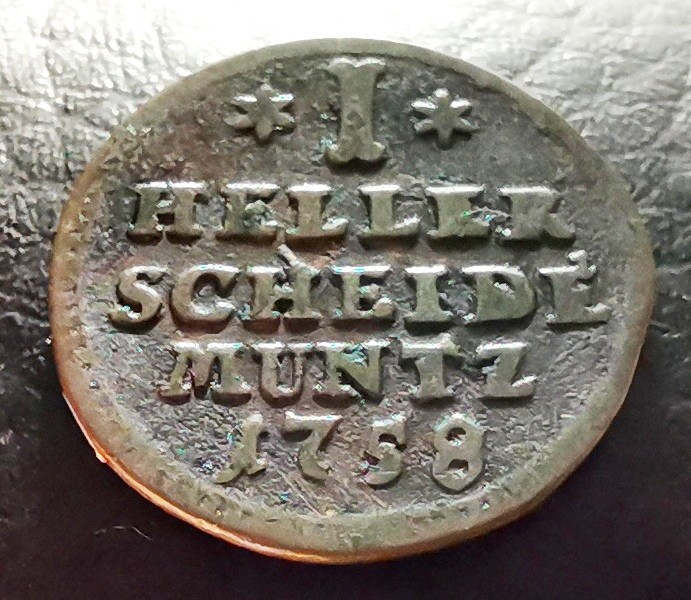 * I *
HELLER
SCHEIDE
MUNTZ
1758